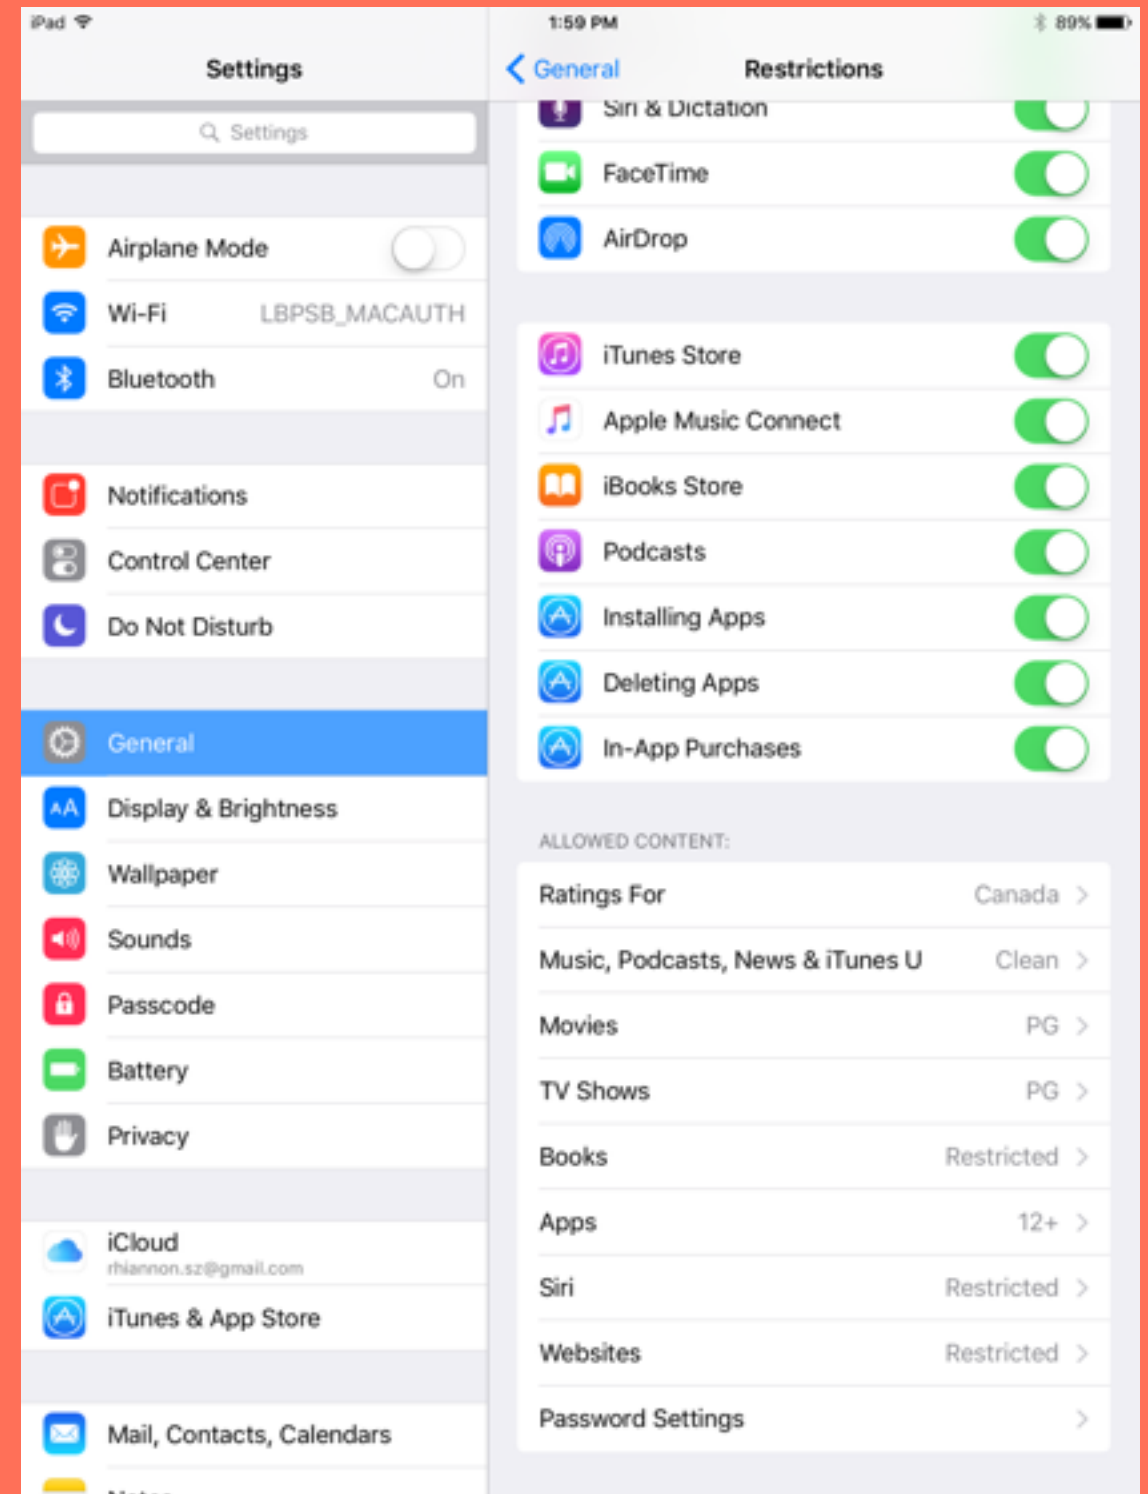 iPad
1:59 PM
89%
Settings
General
Restrictions
Settings
Airplane Mode
Wi-Fi LBPSB_MACAUTH
Bluetooth On
Notifications
Control Center
Do Not Disturb
General
AA Display & Brightness
Wallpaper
Sounds
Passcode
Battery
Privacy
iCloud
rhiannon.sz@gmail.com
iTunes & App Store
Mail, Contacts, Calendars
Notes
Siri & Dictation
FaceTime
AirDrop
iTunes Store
Apple Music Connect
iBooks Store
Podcasts
Installing Apps
Deleting Apps
In-App Purchases
ALLOWED CONTENT:
Ratings For Canada
Music, Podcasts, News & iTunes U Clean
Movies PG
TV Shows PG
Books Restricted
Apps 12+
Siri Restricted
Websites Restricted
Password Settings